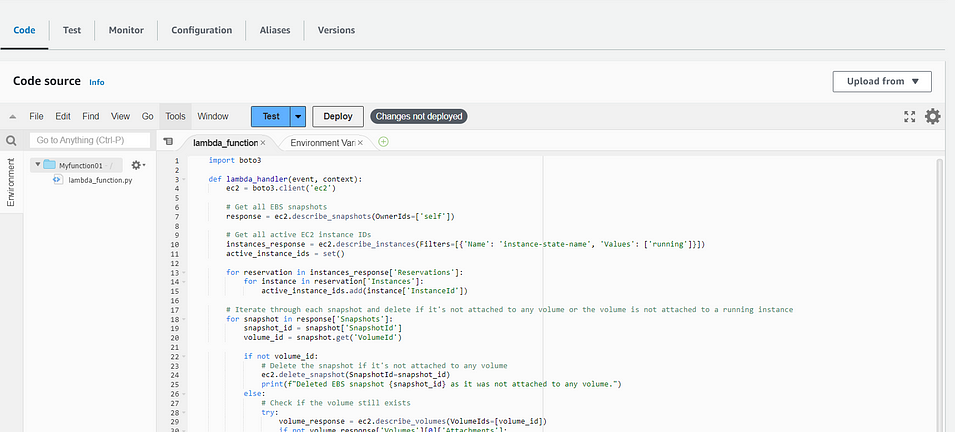 Code Test Monitor Configuration Aliases Versions
Code source Info Upload from
File Edit Find View Go Tools Window Test Deploy Changes not deployed
Go to Anything (Ctrl-P) lambda_function Environment Vari
Environment
Myfunction01
lambda_function.py
1 import boto3
2
3 def lambda_handler(event, context):
4 ec2 = boto3.client('ec2')
5
6 # Get all EBS snapshots
7 response = ec2.describe_snapshots(OwnerIds=['self'])
8
9 # Get all active EC2 instance IDs
10 instances_response = ec2.describe_instances(Filters=[{'Name': 'instance-state-name', 'Values': ['running']}])
11 active_instance_ids = set()
12
13 for reservation in instances_response['Reservations']:
14 for instance in reservation['Instances']:
15 active_instance_ids.add(instance['InstanceId'])
16
17 # Iterate through each snapshot and delete if it's not attached to any volume or the volume is not attached to a running instance
18 for snapshot in response['Snapshots']:
19 snapshot_id = snapshot['SnapshotId']
20 volume_id = snapshot.get('VolumeId')
21
22 if not volume_id:
23 # Delete the snapshot if it's not attached to any volume
24 ec2.delete_snapshot(SnapshotId=snapshot_id)
25 print(f"Deleted EBS snapshot {snapshot_id} as it was not attached to any volume.")
26 else:
27 # Check if the volume still exists
28 try:
29 volume_response = ec2.describe_volumes(VolumeIds=[volume_id])
30 if not volume_response['Volumes'][0]['Attachments']: